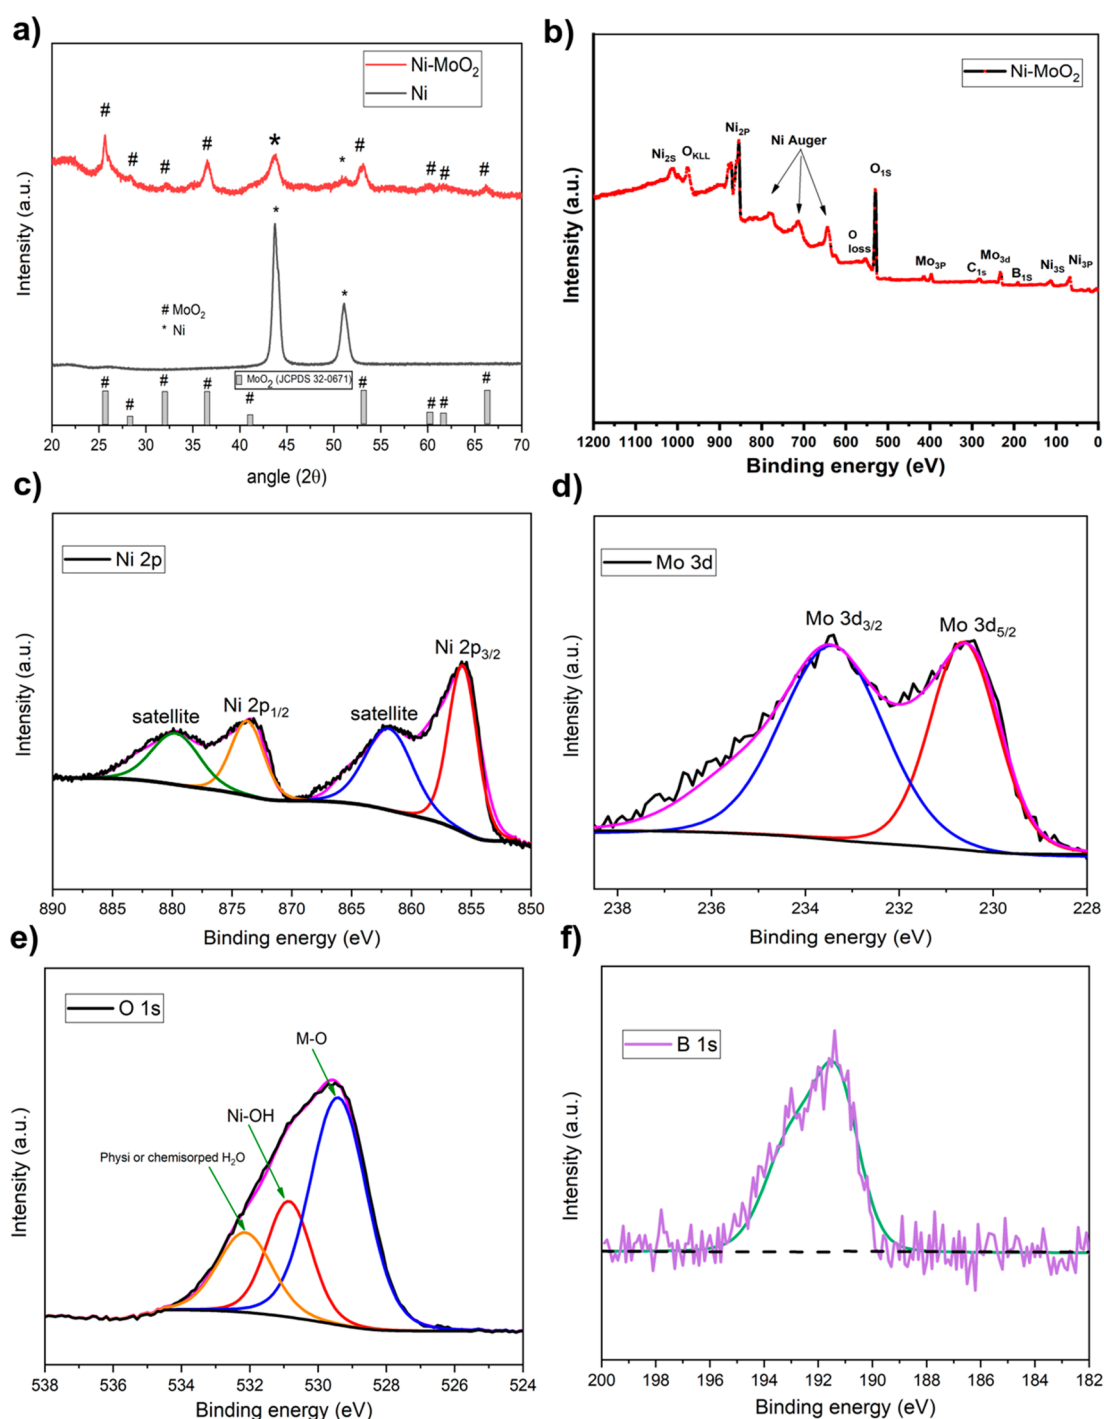 a)
Ni-MoO₂
Ni
# # # # * # * # # # #
* *
# MoO₂
* Ni
MoO₂ (JCPDS 32-0671)
# # # # # # # # #
20 25 30 35 40 45 50 55 60 65 70
angle (2θ)
Intensity (a.u.)
b)
Ni-MoO₂
Ni2S
OKLL
Ni2P
Ni Auger
O1S
O
loss
Mo3P
C1s
Mo3d
B1S
Ni3S
Ni3P
1200 1100 1000 900 800 700 600 500 400 300 200 100 0
Binding energy (eV)
Intensity (a.u.)
c)
Ni 2p
satellite
Ni 2p1/2
satellite
Ni 2p3/2
890 885 880 875 870 865 860 855 850
Binding energy (eV)
Intensity (a.u.)
d)
Mo 3d
Mo 3d3/2
Mo 3d5/2
238 236 234 232 230 228
Binding energy (eV)
Intensity (a.u.)
e)
O 1s
M-O
Ni-OH
Physi or chemisorped H₂O
538 536 534 532 530 528 526 524
Binding energy (eV)
Intensity (a.u.)
f)
B 1s
200 198 196 194 192 190 188 186 184 182
Binding energy (eV)
Intensity (a.u.)